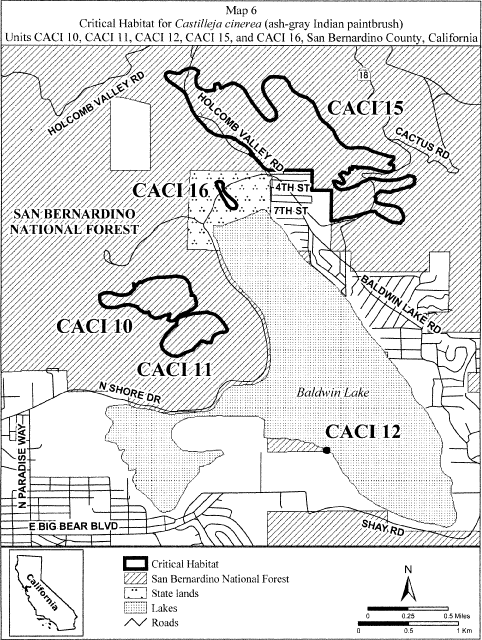 Map 6
Critical Habitat for Castilleja cinerea (ash-gray Indian paintbrush)
Units CACI 10, CACI 11, CACI 12, CACI 15, and CACI 16, San Bernardino County, California
18
HOLCOMB VALLEY RD
HOLCOMB VALLEY RD
CACI 15
CACTUS RD
CACI 16
4TH ST
7TH ST
SAN BERNARDINO
NATIONAL FOREST
BALDWIN LAKE RD
CACI 10
CACI 11
N SHORE DR
Baldwin Lake
CACI 12
N PARADISE WAY
E BIG BEAR BLVD
SHAY RD
California
Critical Habitat
San Bernardino National Forest
State lands
Lakes
Roads
N
0 0.25 0.5 Miles
0 0.5 1 Km